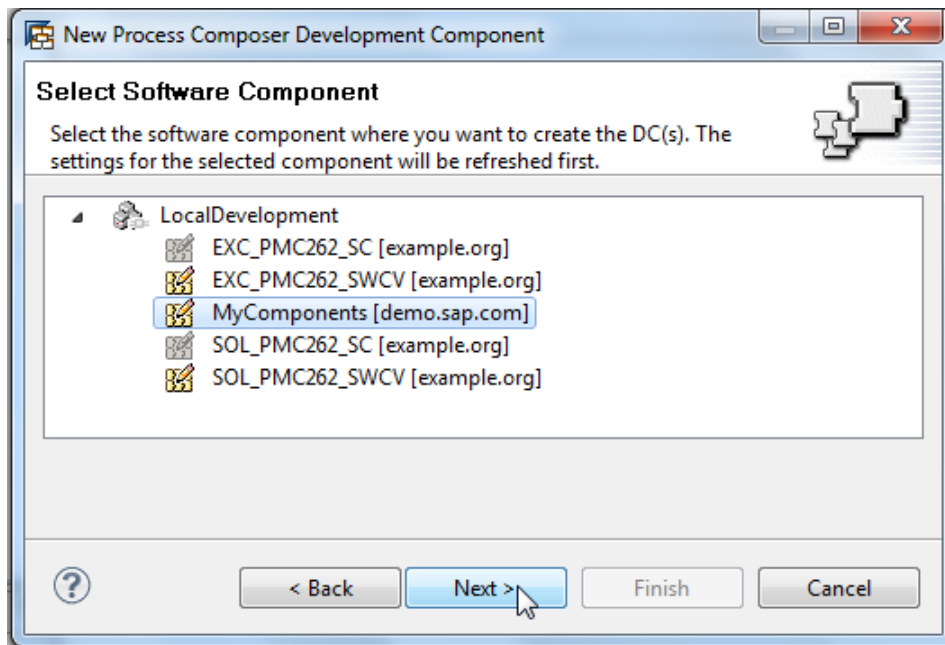 New Process Composer Development Component
Select Software Component
Select the software component where you want to create the DC(s). The
settings for the selected component will be refreshed first.
LocalDevelopment
EXC_PMC262_SC [example.org]
EXC_PMC262_SWCV [example.org]
MyComponents [demo.sap.com]
SOL_PMC262_SC [example.org]
SOL_PMC262_SWCV [example.org]
?
< Back
Next >
Finish
Cancel